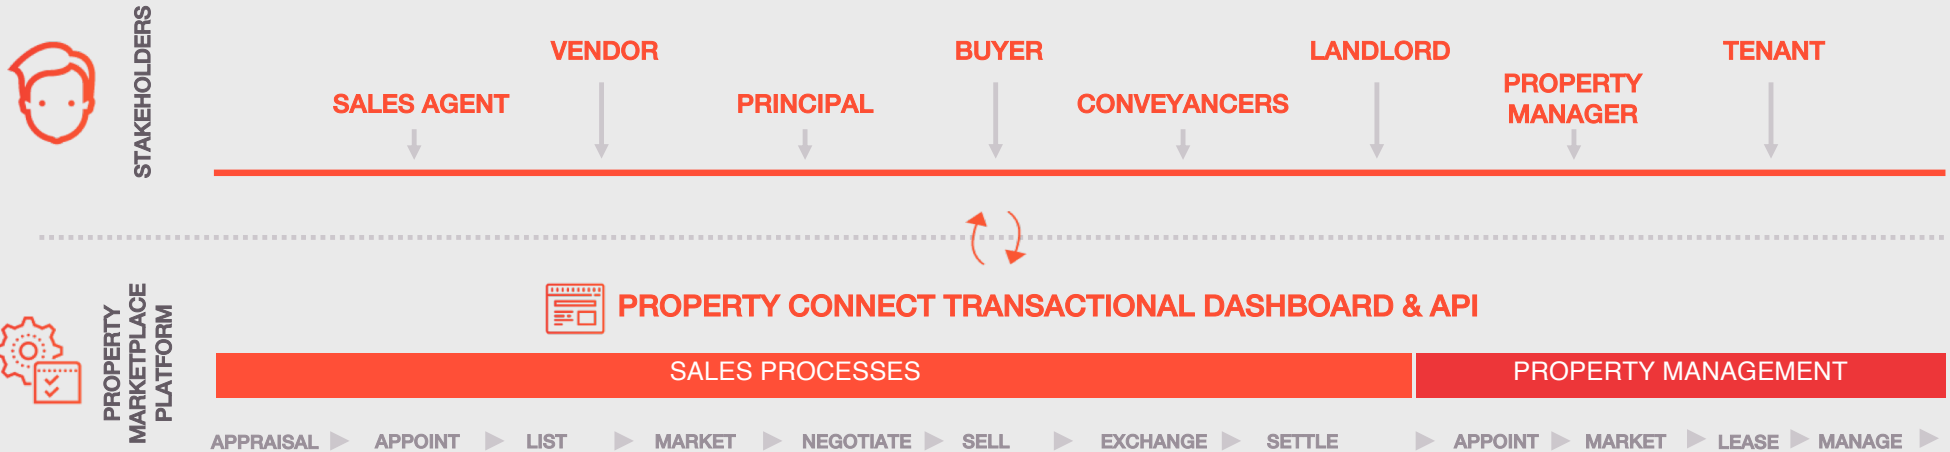 STAKEHOLDERS
VENDOR
BUYER
LANDLORD
TENANT
SALES AGENT
PRINCIPAL
CONVEYANCERS
PROPERTY
MANAGER
PROPERTY
MARKETPLACE
PLATFORM
PROPERTY CONNECT TRANSACTIONAL DASHBOARD & API
SALES PROCESSES
PROPERTY MANAGEMENT
APPRAISAL
APPOINT
LIST
MARKET
NEGOTIATE
SELL
EXCHANGE
SETTLE
APPOINT
MARKET
LEASE
MANAGE